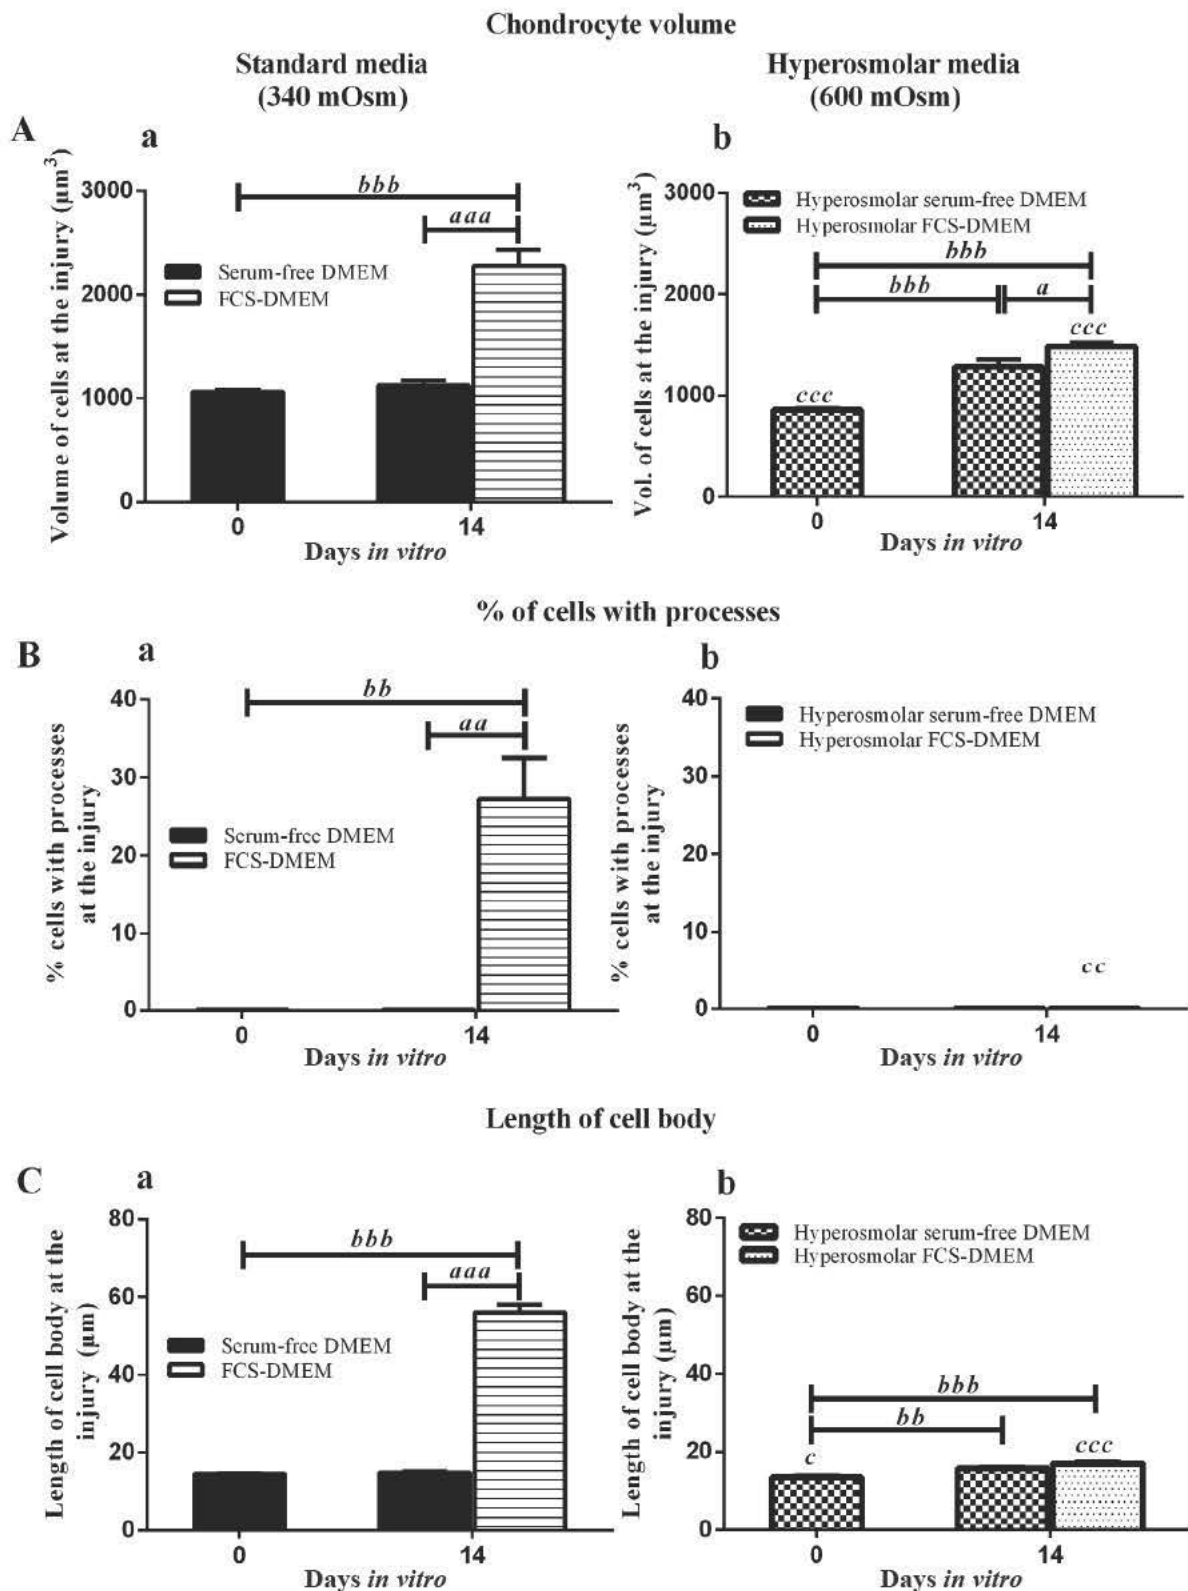 Chondrocyte volume
Standard media
(340 mOsm)
Hyperosmolar media
(600 mOsm)
A
a
Volume of cells at the injury (µm³)
3000
2000
1000
0
bbb
aaa
Serum-free DMEM
FCS-DMEM
0
14
Days in vitro
b
Vol. of cells at the injury (µm³)
3000
2000
1000
0
Hyperosmolar serum-free DMEM
Hyperosmolar FCS-DMEM
bbb
bbb
a
ccc
ccc
0
14
Days in vitro
% of cells with processes
B
a
% cells with processes
at the injury
40
30
20
10
0
bb
aa
Serum-free DMEM
FCS-DMEM
0
14
Days in vitro
b
% cells with processes
at the injury
40
30
20
10
0
Hyperosmolar serum-free DMEM
Hyperosmolar FCS-DMEM
cc
0
14
Days in vitro
Length of cell body
C
a
Length of cell body at the
injury (µm)
80
60
40
20
0
bbb
aaa
Serum-free DMEM
FCS-DMEM
0
14
Days in vitro
b
Length of cell body at the
injury (µm)
80
60
40
20
0
Hyperosmolar serum-free DMEM
Hyperosmolar FCS-DMEM
bbb
bb
c
ccc
0
14
Days in vitro